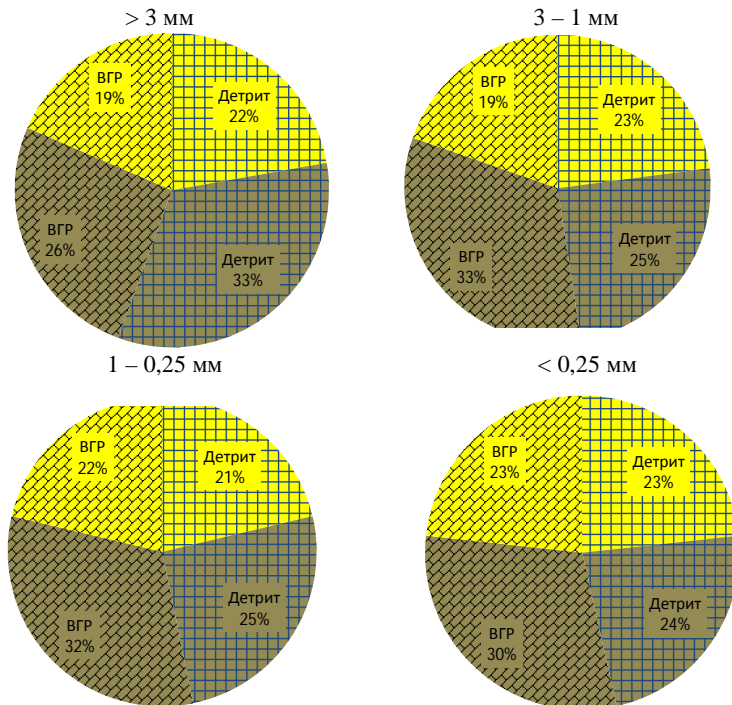 > 3 мм
ВГР
19%
Детрит
22%
ВГР
26%
Детрит
33%
3 – 1 мм
ВГР
19%
Детрит
23%
ВГР
33%
Детрит
25%
1 – 0,25 мм
ВГР
22%
Детрит
21%
ВГР
32%
Детрит
25%
< 0,25 мм
ВГР
23%
Детрит
23%
ВГР
30%
Детрит
24%